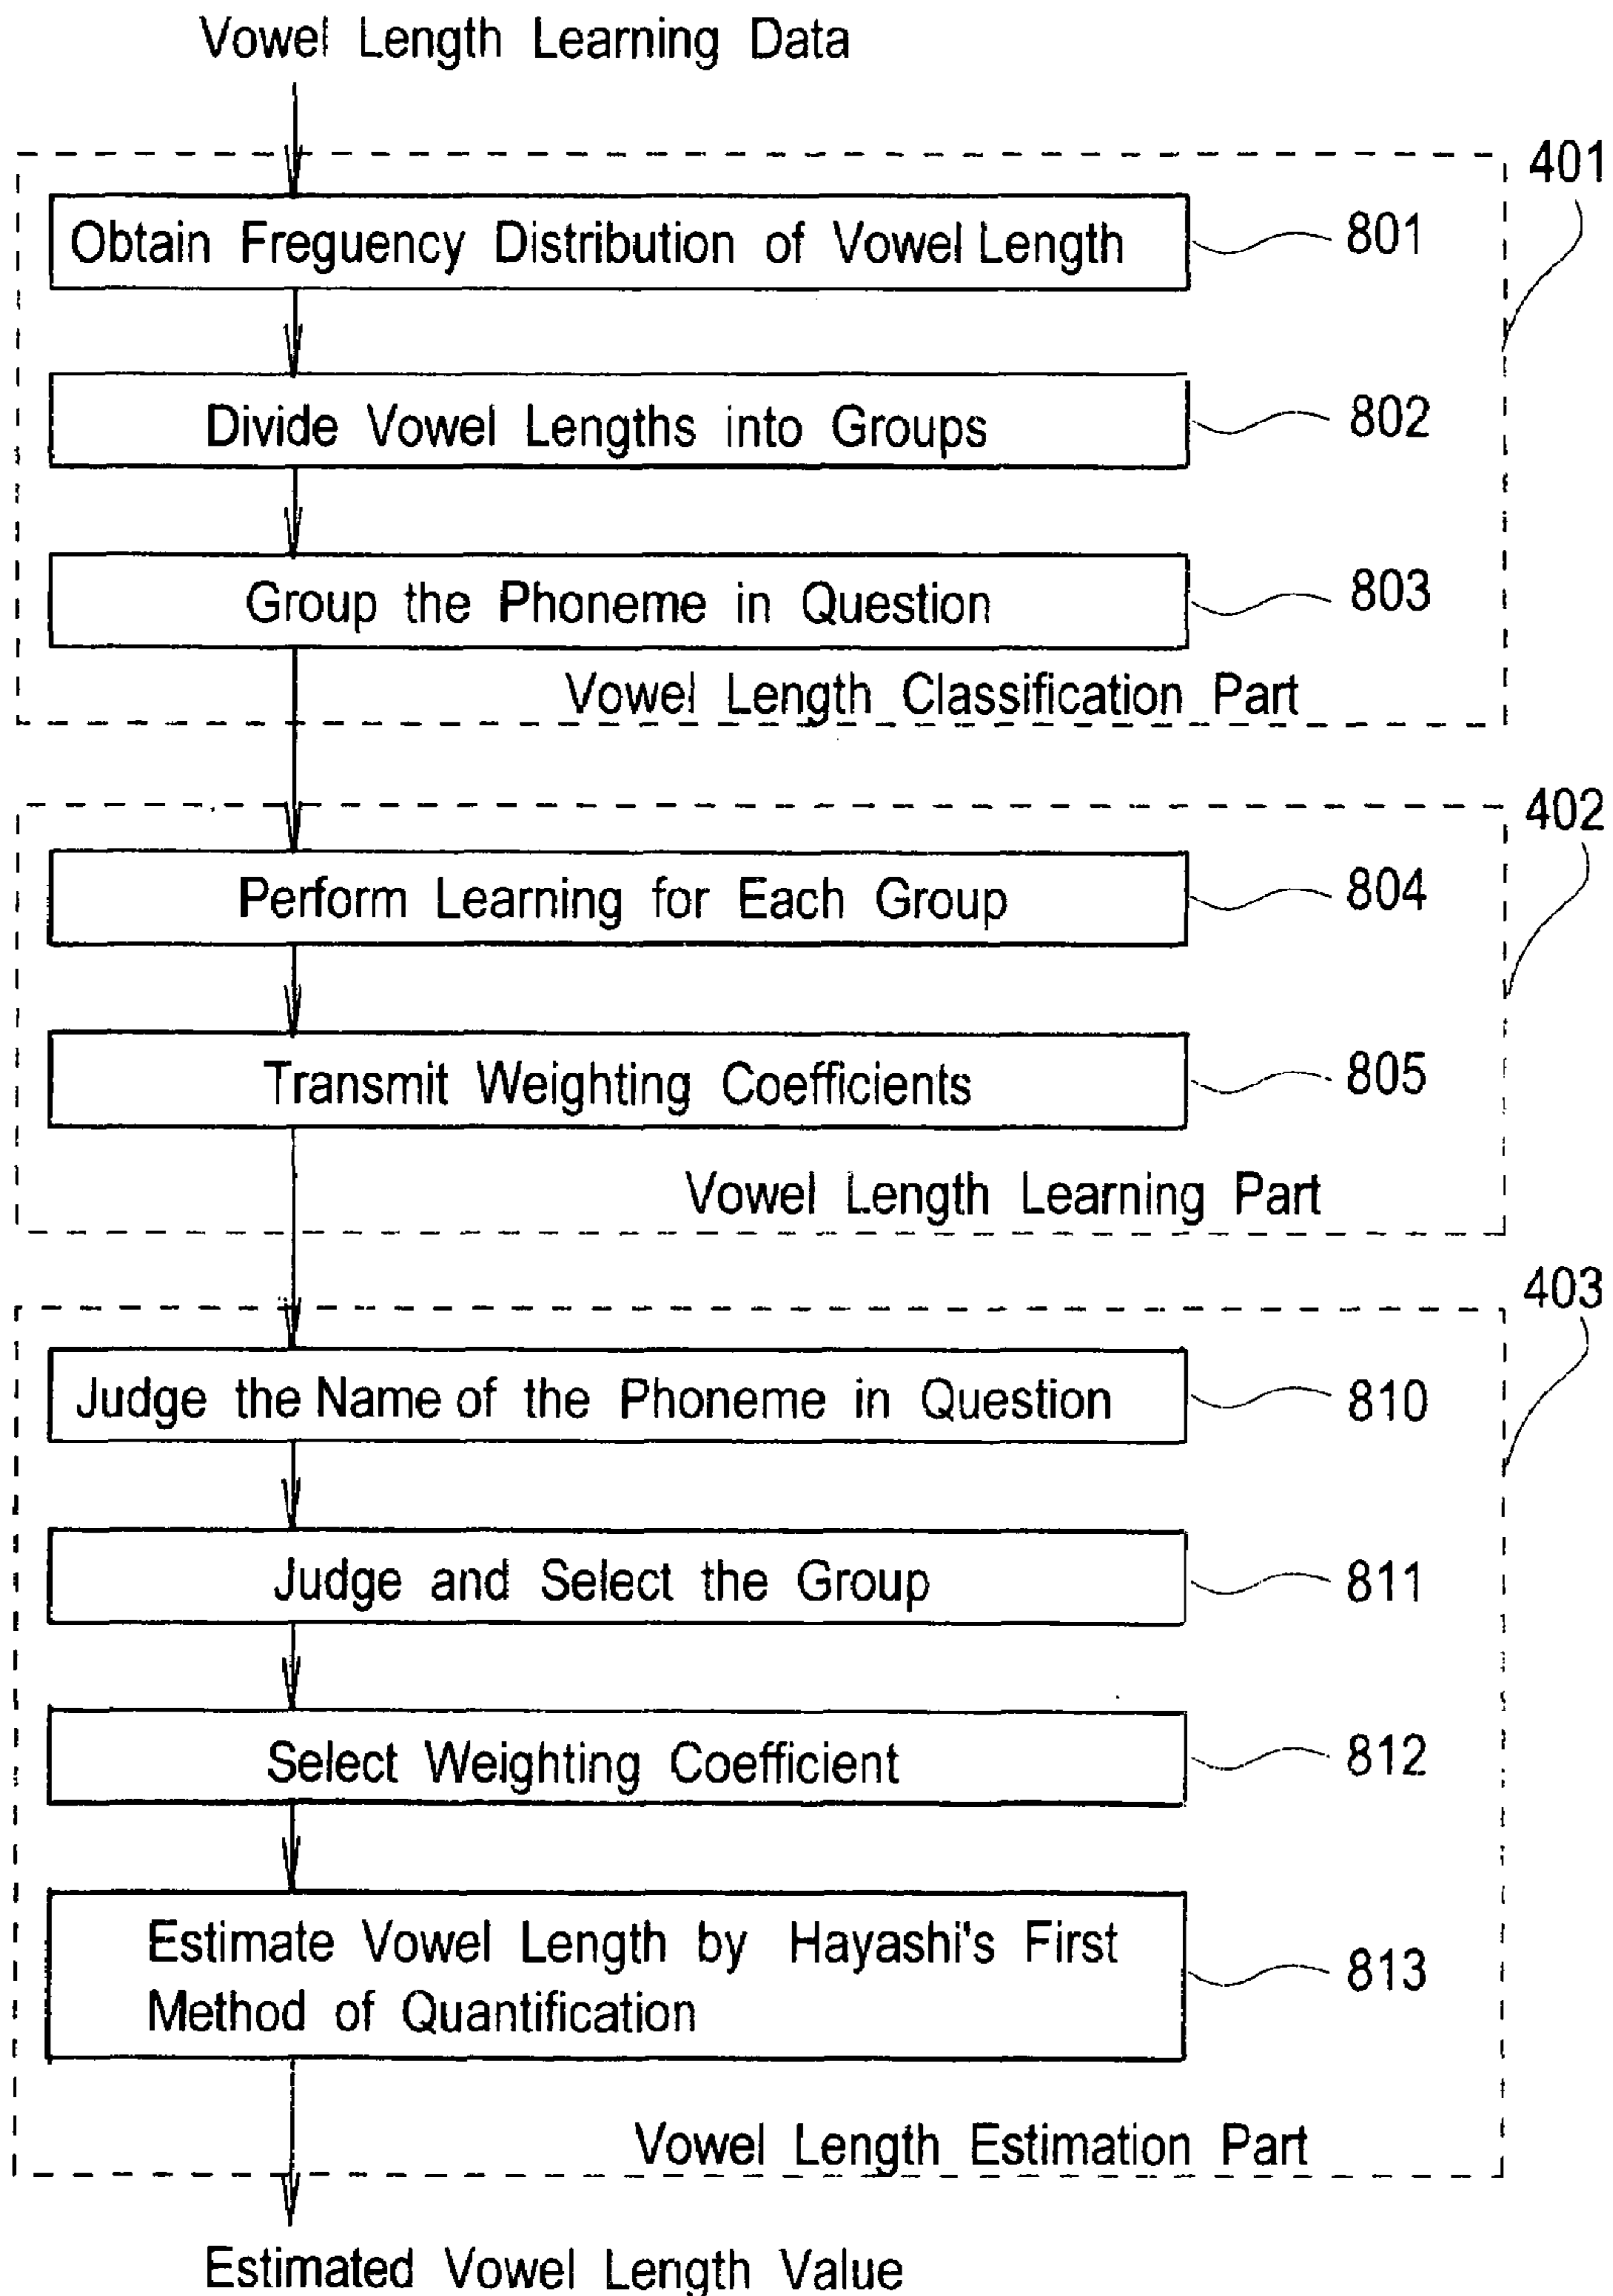 Vowel Length Learning Data
401
Obtain Freguency Distribution of Vowel Length 801
Divide Vowel Lengths into Groups 802
Group the Phoneme in Question 803
Vowel Length Classification Part
402
Perform Learning for Each Group 804
Transmit Weighting Coefficients 805
Vowel Length Learning Part
403
Judge the Name of the Phoneme in Question 810
Judge and Select the Group 811
Select Weighting Coefficient 812
Estimate Vowel Length by Hayashi's First
Method of Quantification 813
Vowel Length Estimation Part
Estimated Vowel Length Value